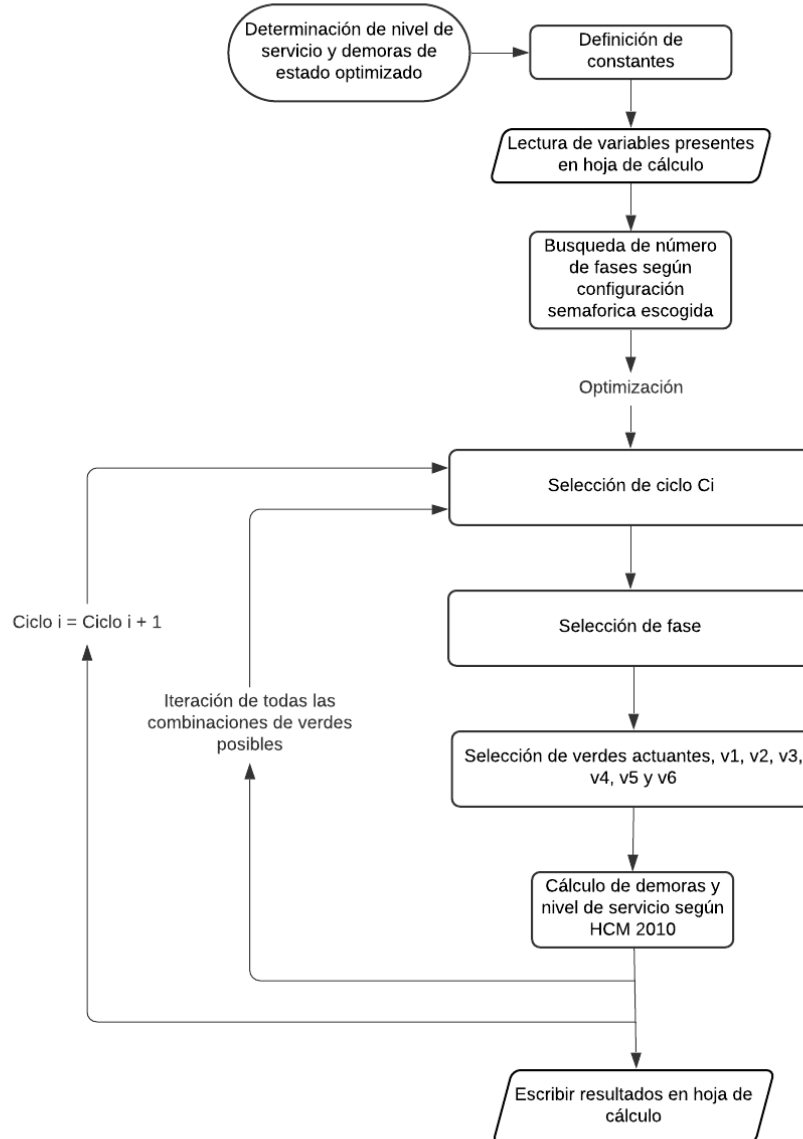 Determinación de nivel de
servicio y demoras de
estado optimizado
Definición de
constantes
Lectura de variables presentes
en hoja de cálculo
Busqueda de número
de fases según
configuración
semaforica escogida
Optimización
Selección de ciclo Ci
Selección de fase
Ciclo i = Ciclo i + 1
Iteración de todas las
combinaciones de verdes
posibles
Selección de verdes actuantes, v1, v2, v3,
v4, v5 y v6
Cálculo de demoras y
nivel de servicio según
HCM 2010
Escribir resultados en hoja de
cálculo